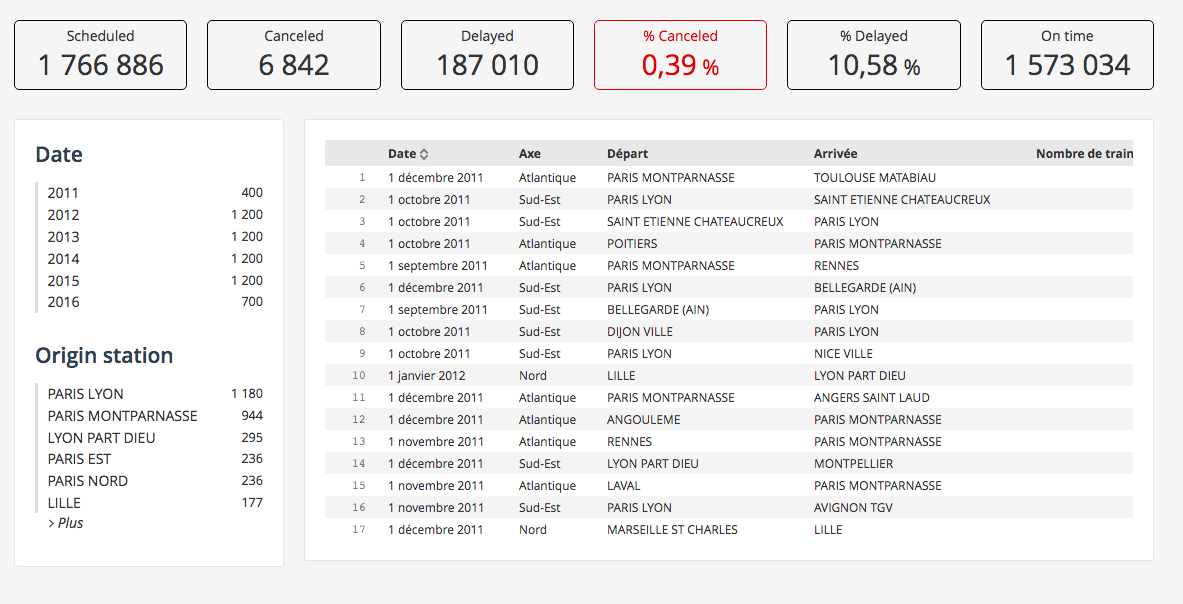 Scheduled Canceled Delayed % Canceled % Delayed On time
1 766 886 6 842 187 010 0,39 % 10,58 % 1 573 034
Date
2011 400
2012 1 200
2013 1 200
2014 1 200
2015 1 200
2016 700
Origin station
PARIS LYON 1 180
PARIS MONTPARNASSE 944
LYON PART DIEU 295
PARIS EST 236
PARIS NORD 236
LILLE 177
› Plus
Date Axe Départ Arrivée Nombre de train
1 1 décembre 2011 Atlantique PARIS MONTPARNASSE TOULOUSE MATABIAU
2 1 octobre 2011 Sud-Est PARIS LYON SAINT ETIENNE CHATEAUCREUX
3 1 octobre 2011 Sud-Est SAINT ETIENNE CHATEAUCREUX PARIS LYON
4 1 octobre 2011 Atlantique POITIERS PARIS MONTPARNASSE
5 1 septembre 2011 Atlantique PARIS MONTPARNASSE RENNES
6 1 décembre 2011 Sud-Est PARIS LYON BELLEGARDE (AIN)
7 1 septembre 2011 Sud-Est BELLEGARDE (AIN) PARIS LYON
8 1 octobre 2011 Sud-Est DIJON VILLE PARIS LYON
9 1 octobre 2011 Sud-Est PARIS LYON NICE VILLE
10 1 janvier 2012 Nord LILLE LYON PART DIEU
11 1 décembre 2011 Atlantique PARIS MONTPARNASSE ANGERS SAINT LAUD
12 1 décembre 2011 Atlantique ANGOULEME PARIS MONTPARNASSE
13 1 novembre 2011 Atlantique RENNES PARIS MONTPARNASSE
14 1 décembre 2011 Sud-Est LYON PART DIEU MONTPELLIER
15 1 novembre 2011 Atlantique LAVAL PARIS MONTPARNASSE
16 1 novembre 2011 Sud-Est PARIS LYON AVIGNON TGV
17 1 décembre 2011 Nord MARSEILLE ST CHARLES LILLE